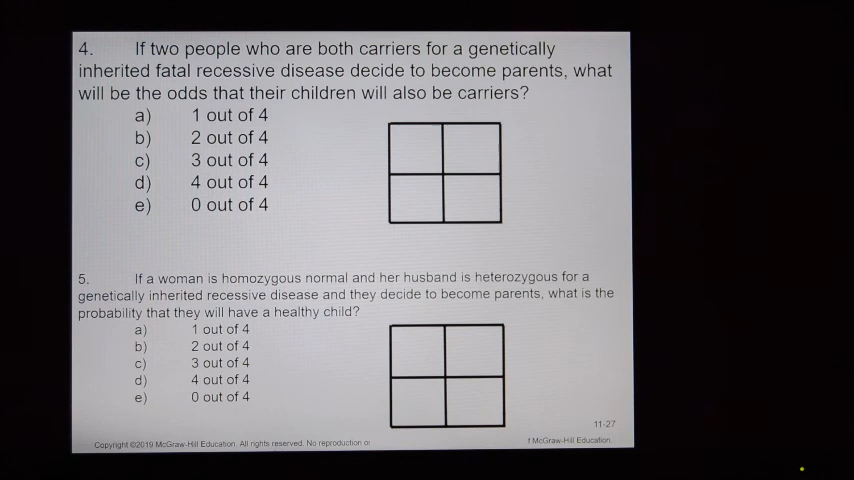 4. If two people who are both carriers for a genetically
inherited fatal recessive disease decide to become parents, what
will be the odds that their children will also be carriers?
a) 1 out of 4
b) 2 out of 4
c) 3 out of 4
d) 4 out of 4
e) 0 out of 4
5. If a woman is homozygous normal and her husband is heterozygous for a
genetically inherited recessive disease and they decide to become parents, what is the
probability that they will have a healthy child?
a) 1 out of 4
b) 2 out of 4
c) 3 out of 4
d) 4 out of 4
e) 0 out of 4
11-27
Copyright ©2019 McGraw-Hill Education. All rights reserved. No reproduction or
f McGraw-Hill Education.